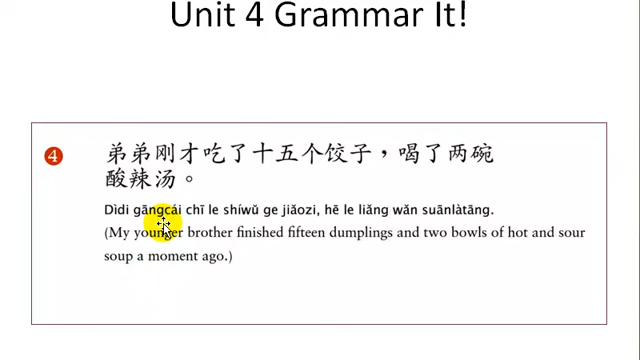 Unit 4 Grammar It!
4 弟弟刚才吃了十五个饺子，喝了两碗
酸辣汤。
Dìdi gāngcái chī le shíwǔ ge jiǎozi, hē le liǎng wǎn suānlàtāng.
(My younger brother finished fifteen dumplings and two bowls of hot and sour
soup a moment ago.)